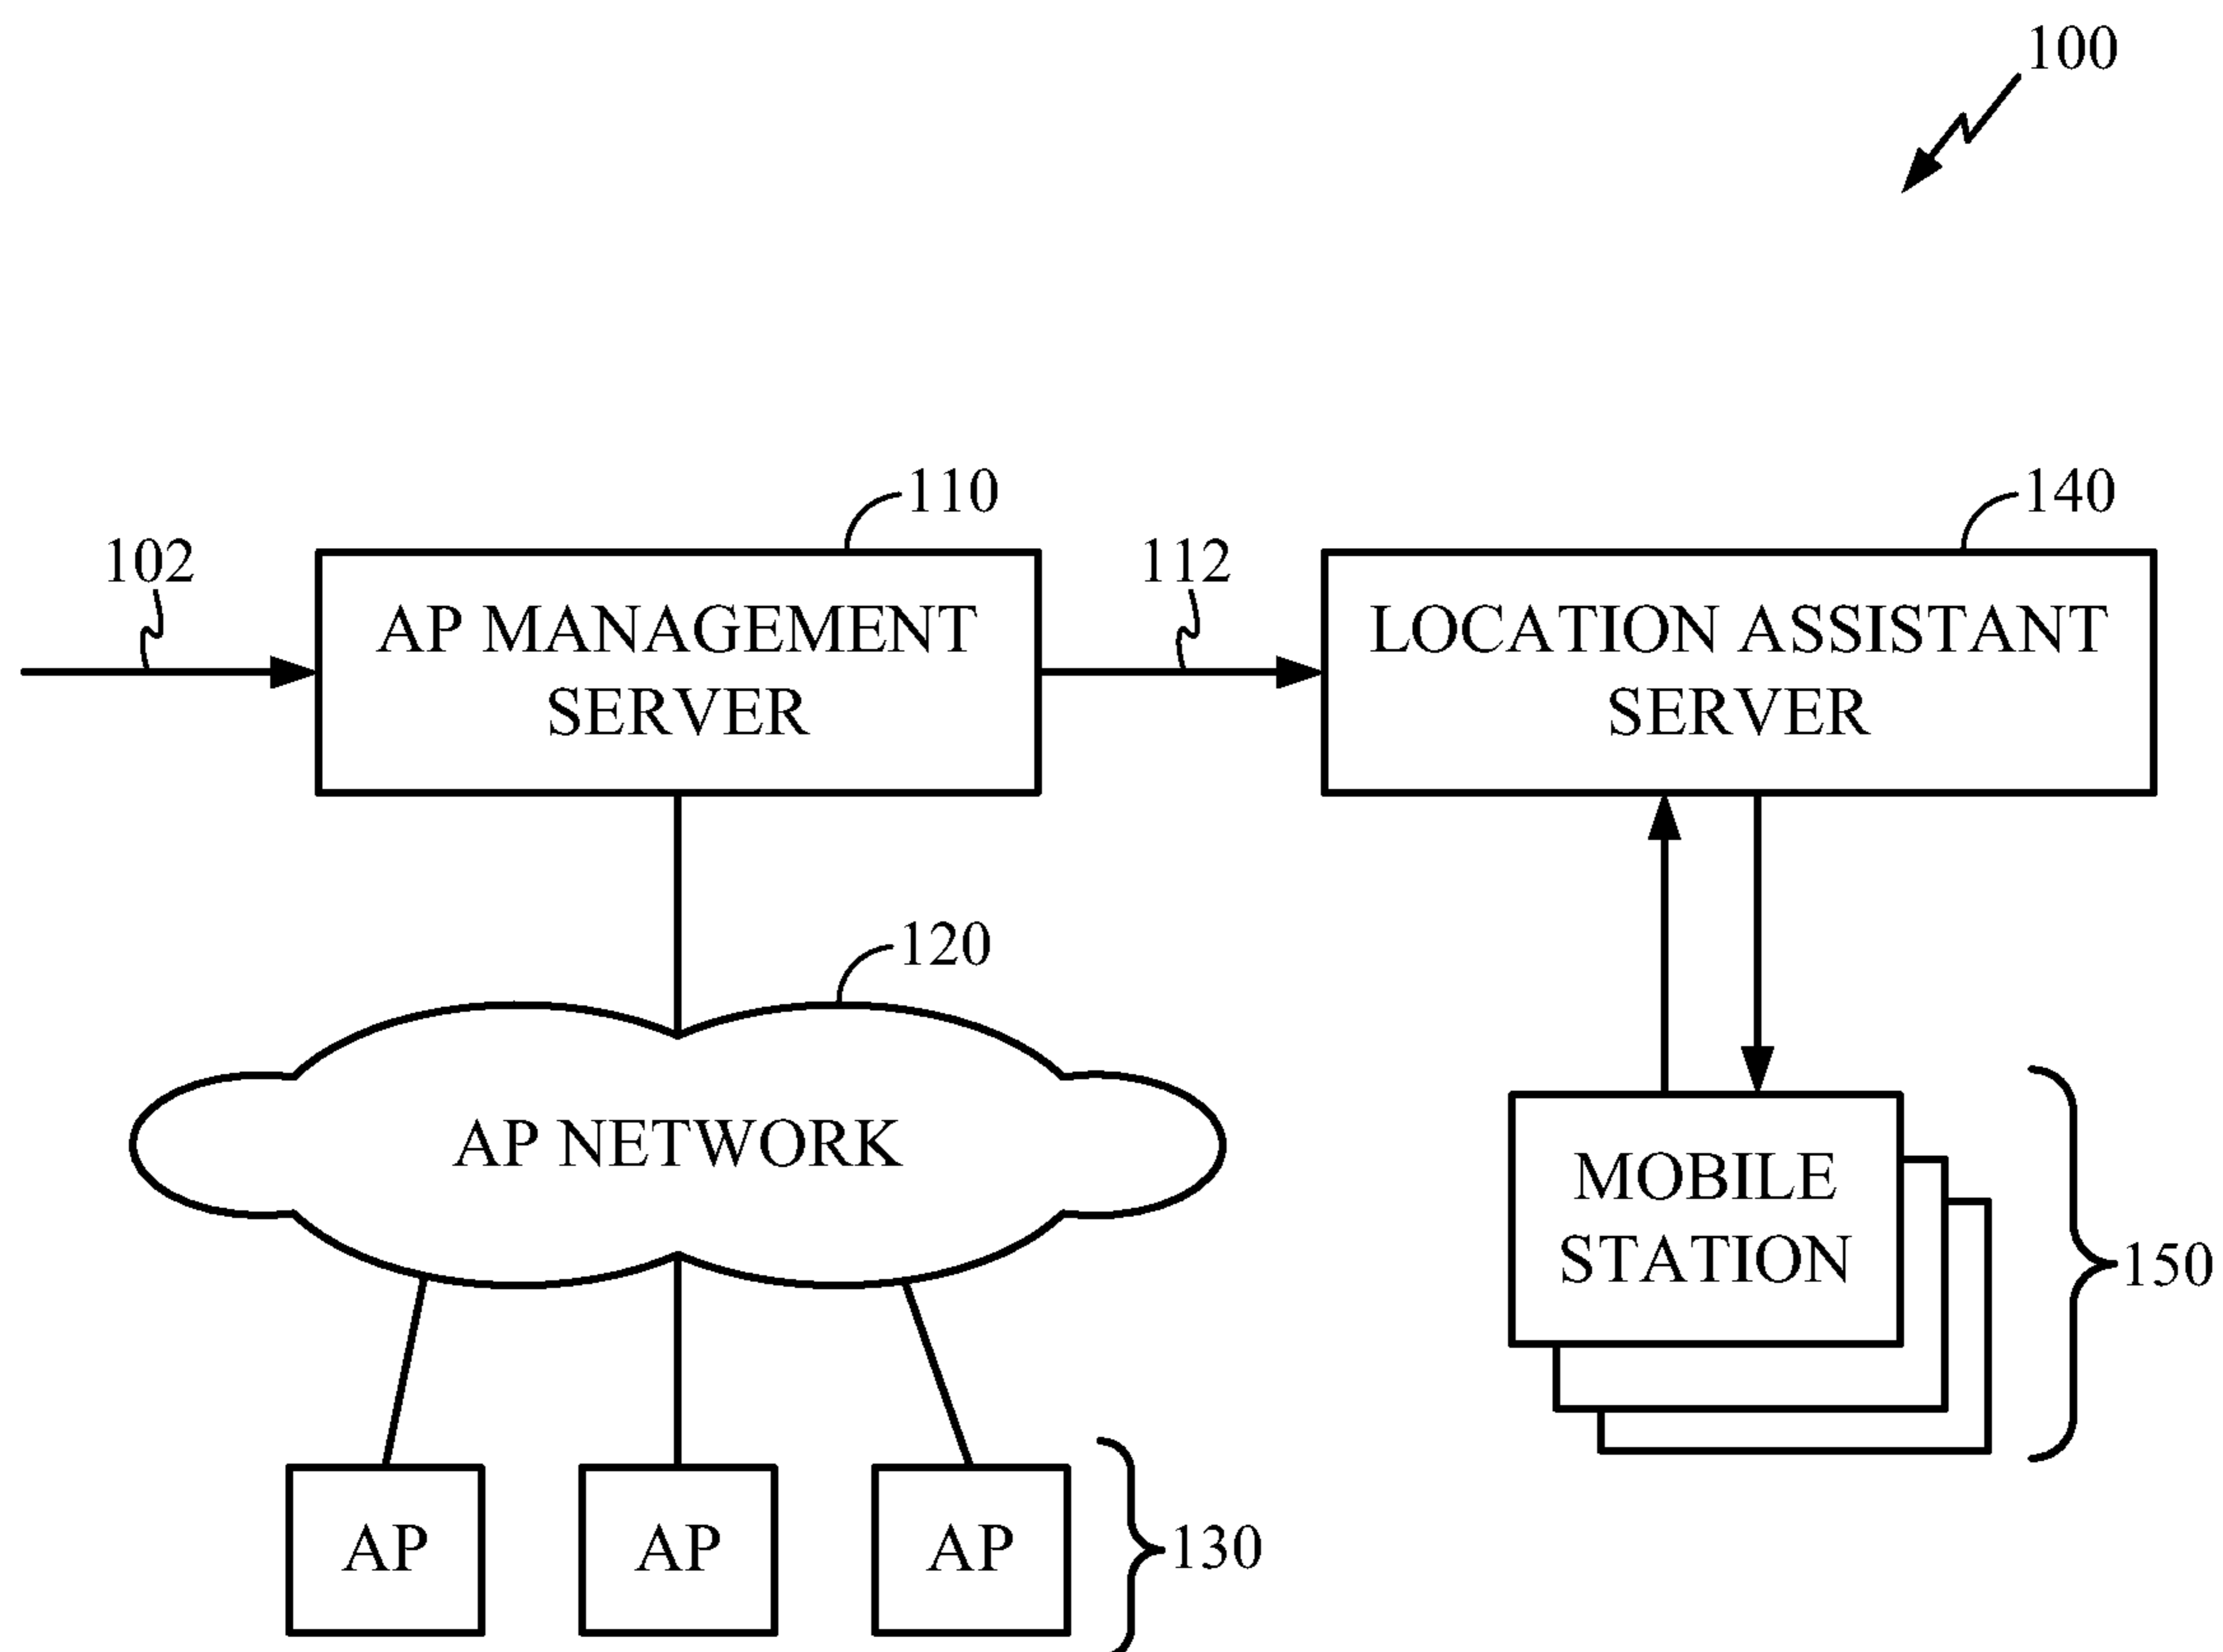 100
110
140
102
112
AP MANAGEMENT
SERVER
LOCATION ASSISTANT
SERVER
120
AP NETWORK
MOBILE
STATION
150
AP
AP
AP
130